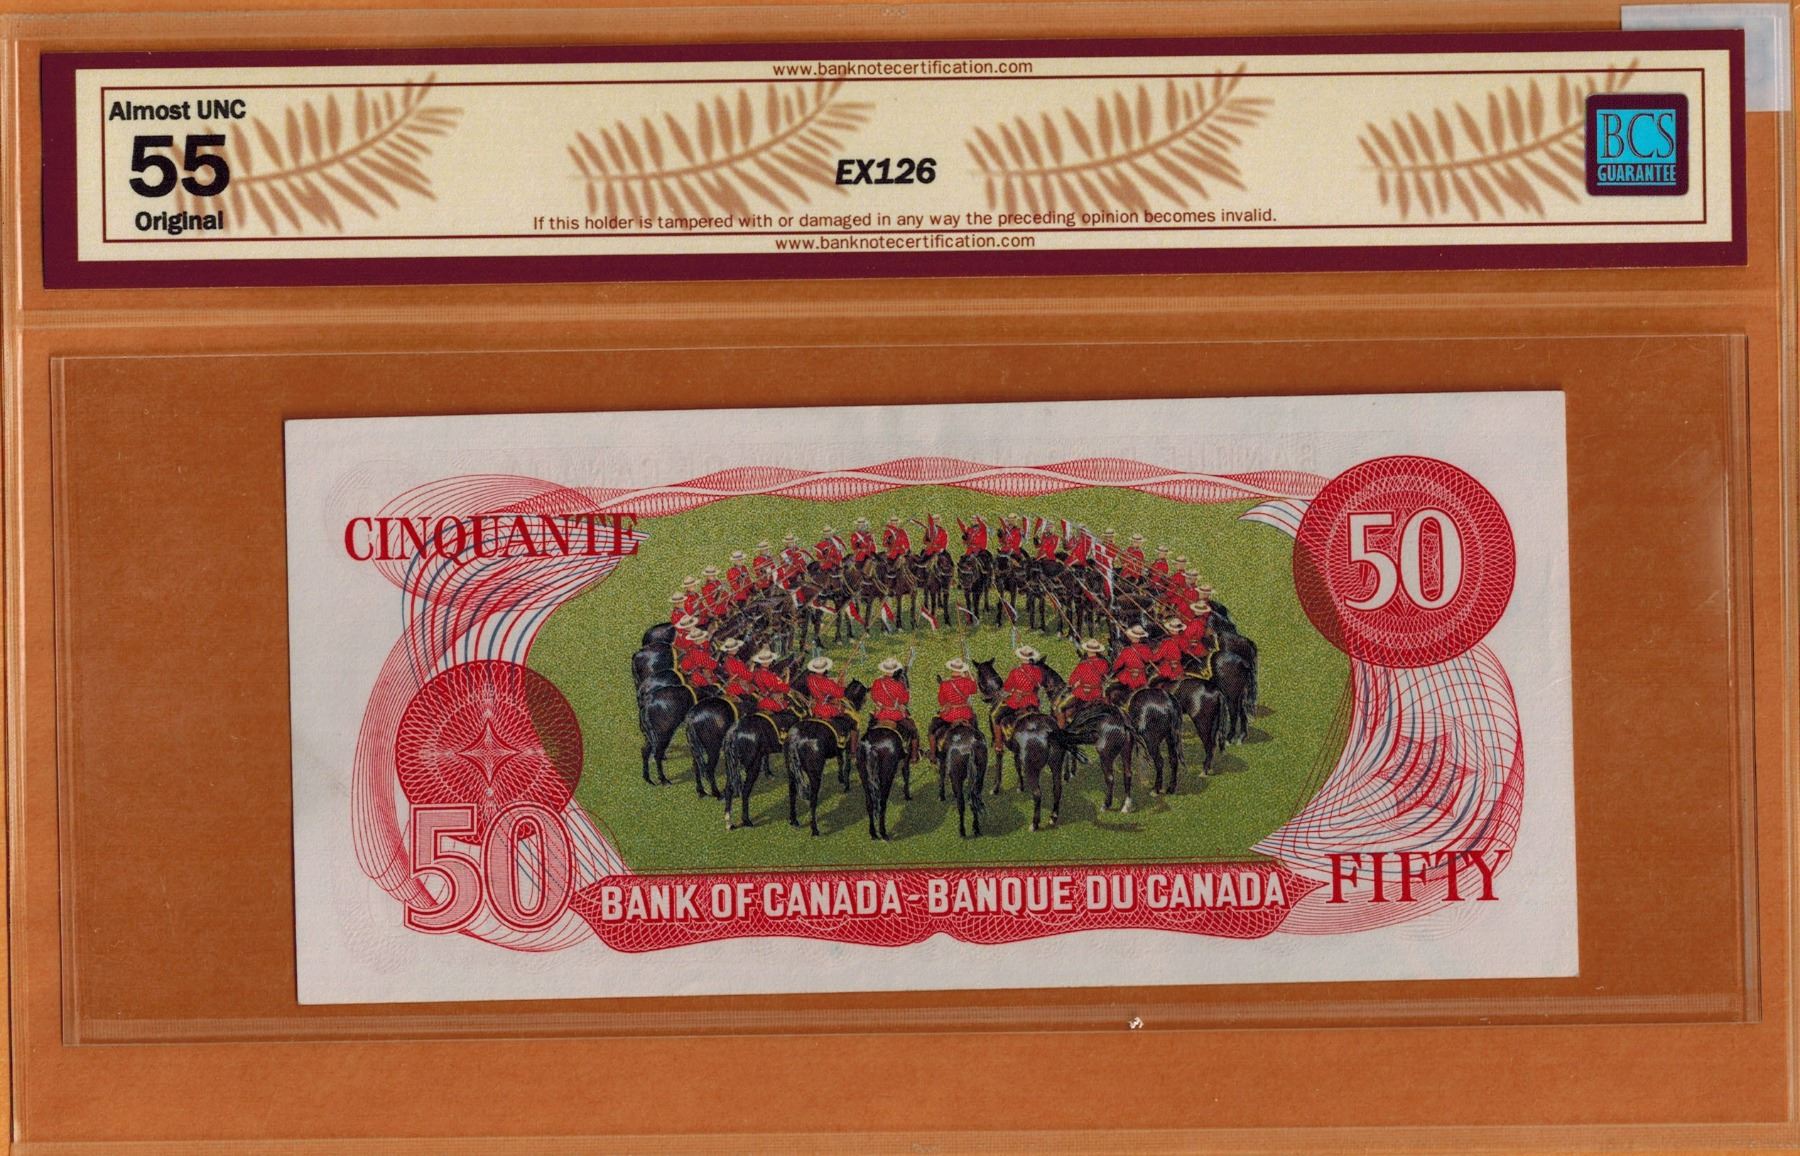 www.banknotecertification.com
Almost UNC
55
Original
EX126
BCS
GUARANTEE
If this holder is tampered with or damaged in any way the preceding opinion becomes invalid.
www.banknotecertification.com
CINQUANTE
50
50
BANK OF CANADA-BANQUE DU CANADA
FIFTY